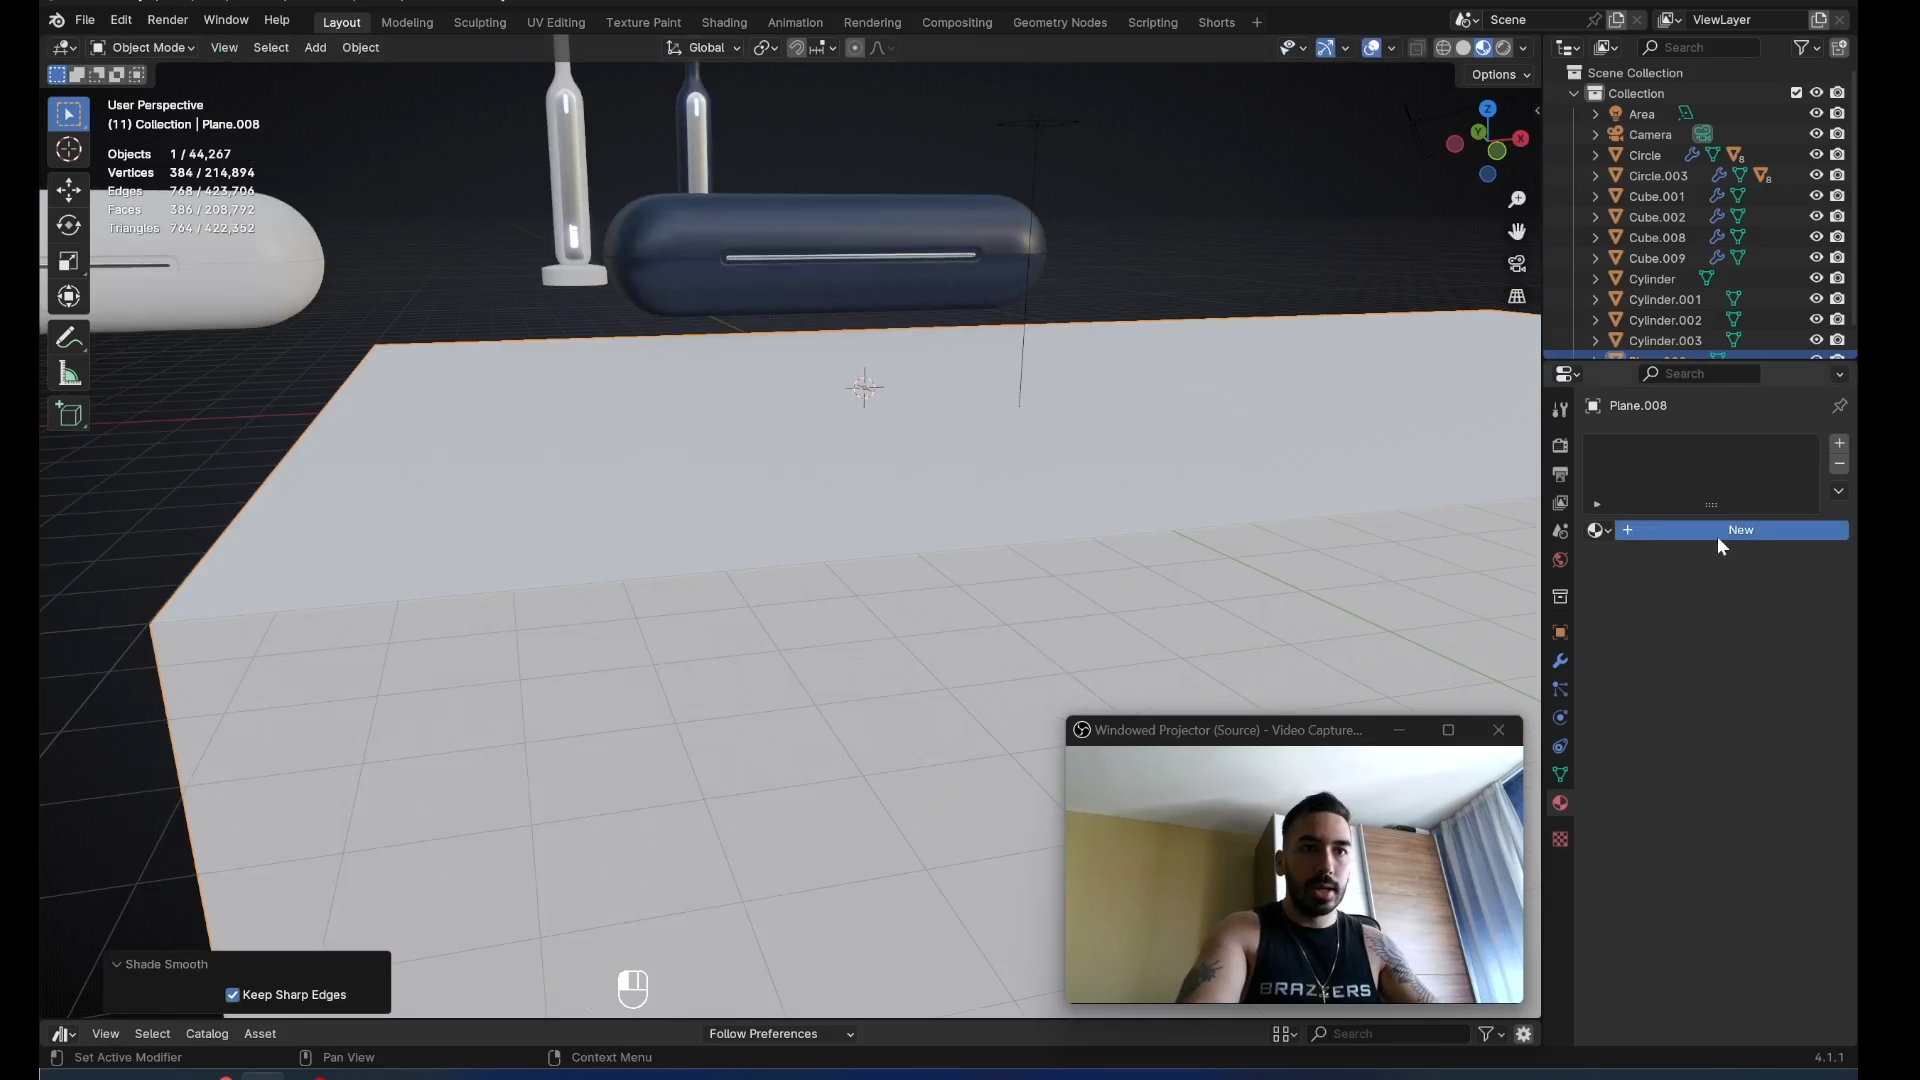 File Edit Render Window Help Layout Modeling Sculpting UV Editing Texture Paint Shading Animation Rendering Compositing Geometry Nodes Scripting Shorts + Scene ViewLayer
Object Mode View Select Add Object Global Search
Options
User Perspective
(11) Collection | Plane.008
Objects 1 / 44,267
Vertices 384 / 214,894
Edges 768 / 423,706
Faces 386 / 208,792
Triangles 764 / 422,352
Z
Y
X
Scene Collection
Collection
Area
Camera
Circle 8
Circle.003 8
Cube.001
Cube.002
Cube.008
Cube.009
Cylinder
Cylinder.001
Cylinder.002
Cylinder.003
Search
Plane.008
+ New
Windowed Projector (Source) - Video Capture...
BRAZZERS
Shade Smooth
Keep Sharp Edges
View Select Catalog Asset Follow Preferences Search
Set Active Modifier Pan View Context Menu 4.1.1